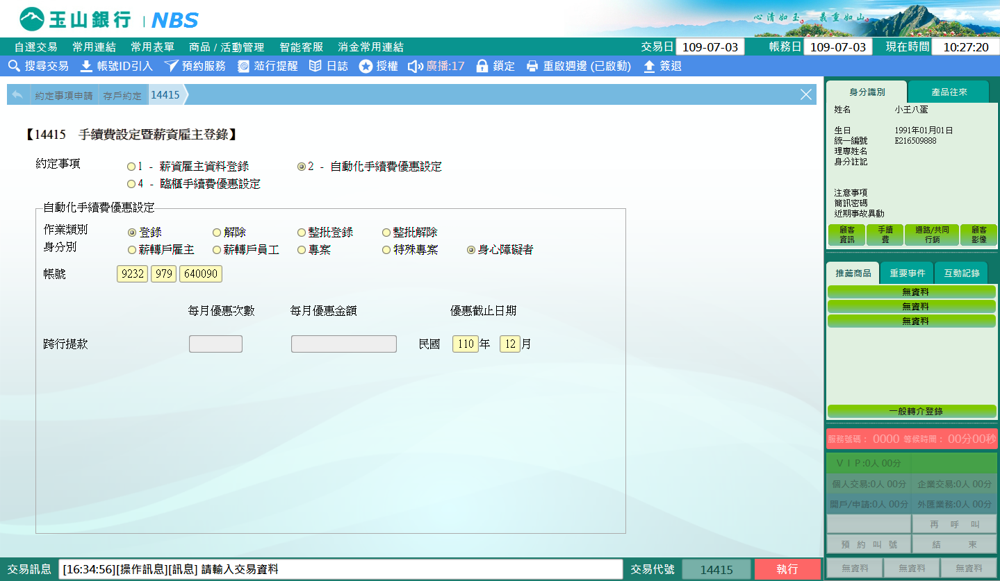 玉山銀行 | NBS
心清如玉。義重如山。
自選交易 常用連結 常用表單 商品 / 活動管理 智能客服 消金常用連結 交易日 109-07-03 帳務日 109-07-03 現在時間 10:27:20
搜尋交易 帳號ID引入 預約服務 蒞行提醒 日誌 授權 廣播:17 鎖定 重啟週邊 (已啟動) 簽退
約定事項申請 存戶約定 14415
【14415 手續費設定暨薪資雇主登錄】
約定事項
1 - 薪資雇主資料登錄 2 - 自動化手續費優惠設定
4 - 臨櫃手續費優惠設定
自動化手續費優惠設定
作業類別 登錄 解除 整批登錄 整批解除
身分別 薪轉戶雇主 薪轉戶員工 專案 特殊專案 身心障礙者
帳號 9232 979 640090
每月優惠次數 每月優惠金額 優惠截止日期
跨行提款 民國 110 年 12 月
交易訊息 [16:34:56][操作訊息][訊息] 請輸入交易資料 交易代號 14415 執行
身分識別 產品往來
姓名 小王八蛋
生日 1991年01月01日
統一編號 E216509888
理專姓名
身分註記
注意事項
簡訊密碼
近期事故異動
顧客資訊 手續費 通路/共同行銷 顧客影像
推薦商品 重要事件 互動記錄
無資料
無資料
無資料
一般轉介登錄
服務號碼： 0000 等候時間： 00分00秒
ＶＩＰ:0人 00分
個人交易:0人 00分 企業交易:0人 00分
開戶/申請:0人 00分 外匯業務:0人 00分
再 呼 叫
預 約 叫 號 結 束
無資料 無資料 無資料